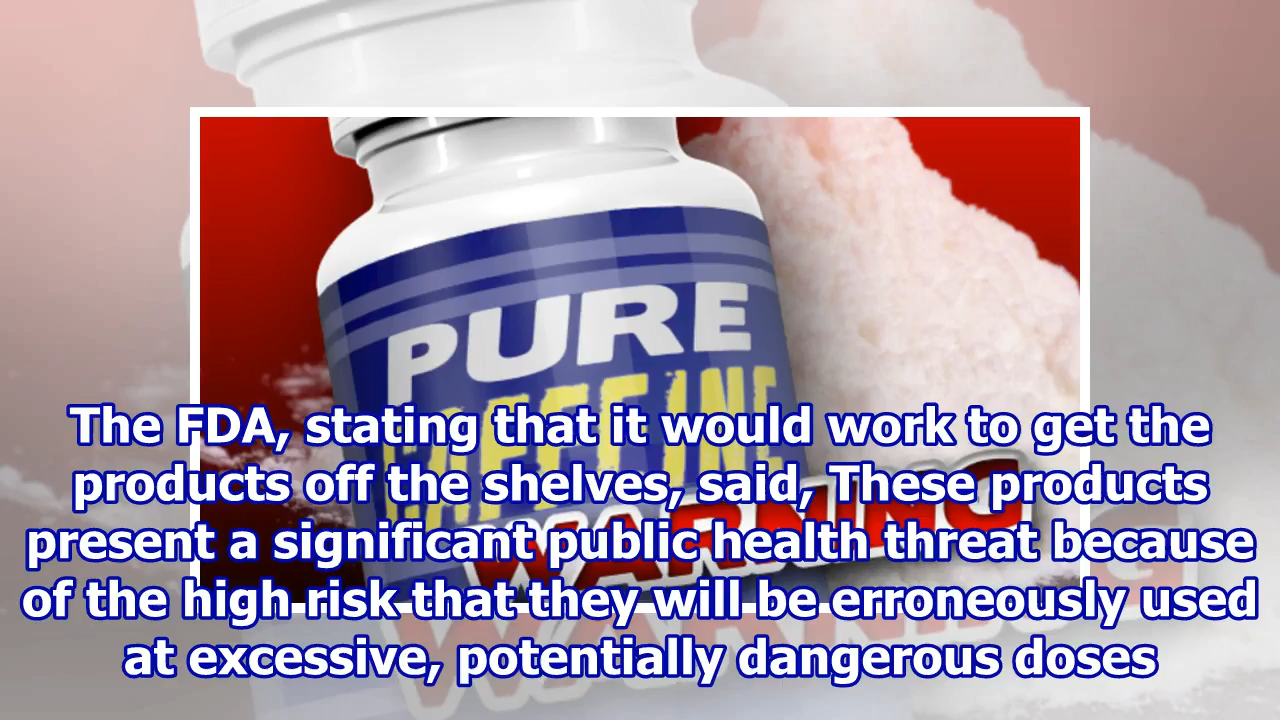 PURE
CAFFEINE
WARNING
The FDA, stating that it would work to get the
products off the shelves, said, These products
present a significant public health threat because
of the high risk that they will be erroneously used
at excessive, potentially dangerous doses